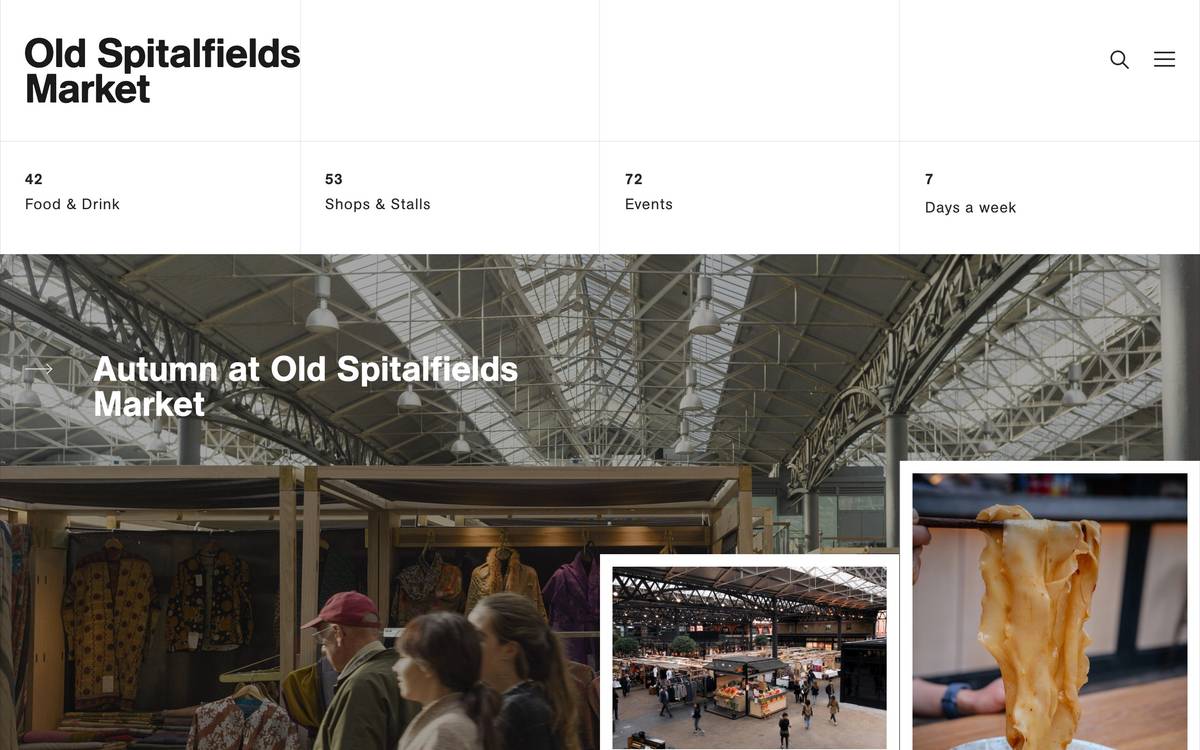 Old Spitalfields
Market
42
Food & Drink
53
Shops & Stalls
72
Events
7
Days a week
Autumn at Old Spitalfields
Market